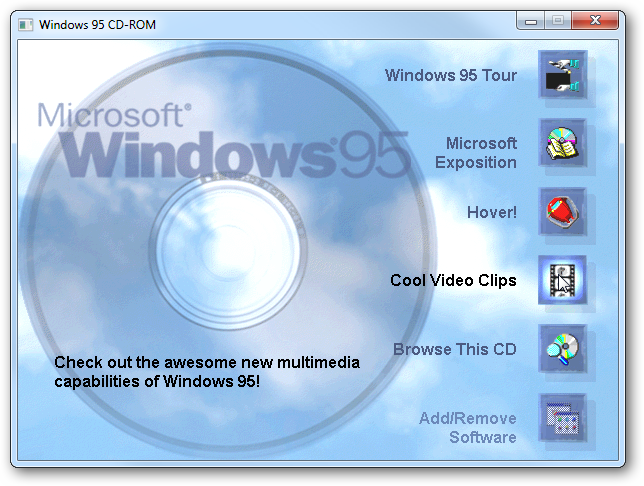 Windows 95 CD-ROM
Windows 95 Tour
Microsoft®
Windows®95
Microsoft
Exposition
Hover!
Cool Video Clips
Browse This CD
Check out the awesome new multimedia
capabilities of Windows 95!
Add/Remove
Software